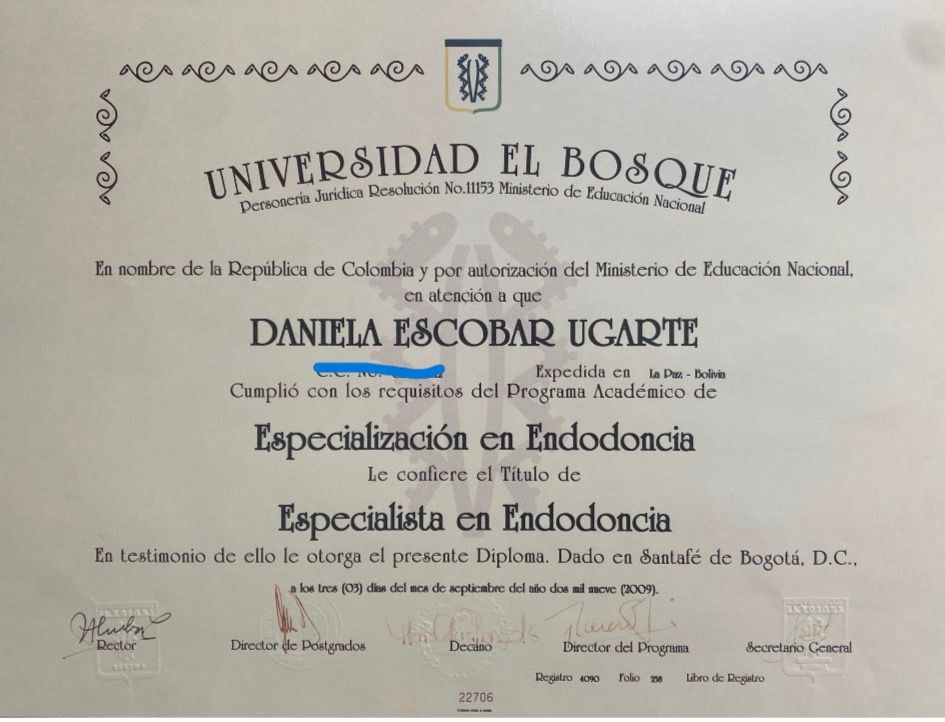 UNIVERSIDAD EL BOSQUE
Personería Jurídica Resolución No.11153 Ministerio de Educación Nacional
En nombre de la República de Colombia y por autorización del Ministerio de Educación Nacional,
en atención a que
DANIELA ESCOBAR UGARTE
C.C. No. Expedida en La Paz - Bolivia
Cumplió con los requisitos del Programa Académico de
Especialización en Endodoncia
Le confiere el Título de
Especialista en Endodoncia
En testimonio de ello le otorga el presente Diploma. Dado en Santafé de Bogotá, D.C.,
a los tres (03) días del mes de septiembre del año dos mil nueve (2009).
Rector Director de Postgrados Decano Director del Programa Secretario General
Registro 4090 Folio 238 Libro de Registro
22706